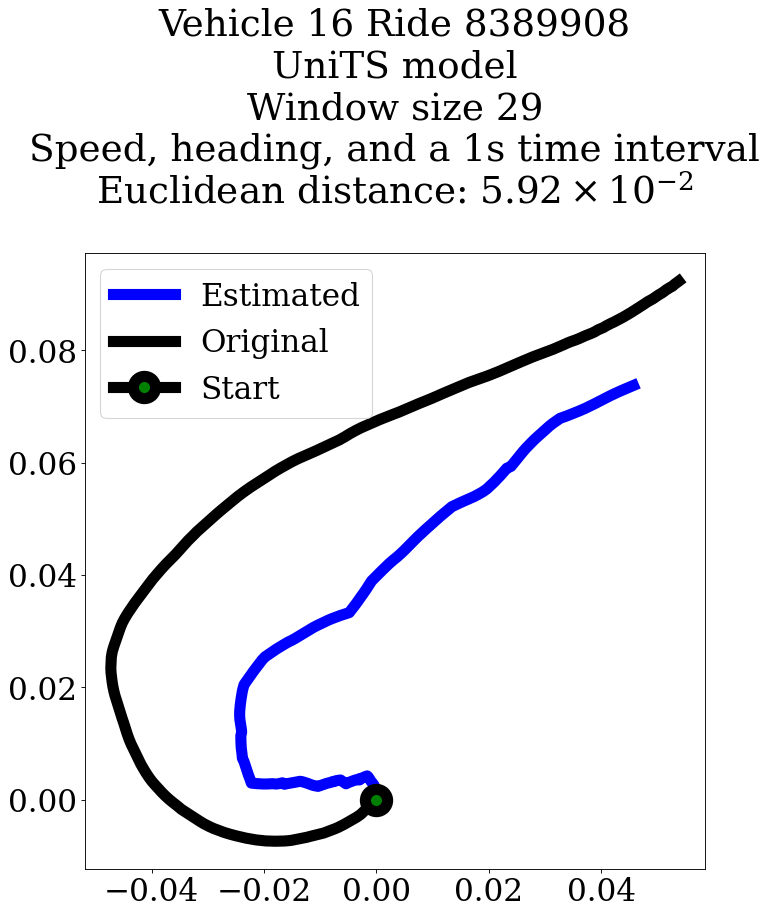 Vehicle 16 Ride 8389908
UniTS model
Window size 29
Speed, heading, and a 1s time interval
Euclidean distance: 5.92 × 10⁻²
Estimated
Original
Start
0.08
0.06
0.04
0.02
0.00
−0.04 −0.02 0.00 0.02 0.04